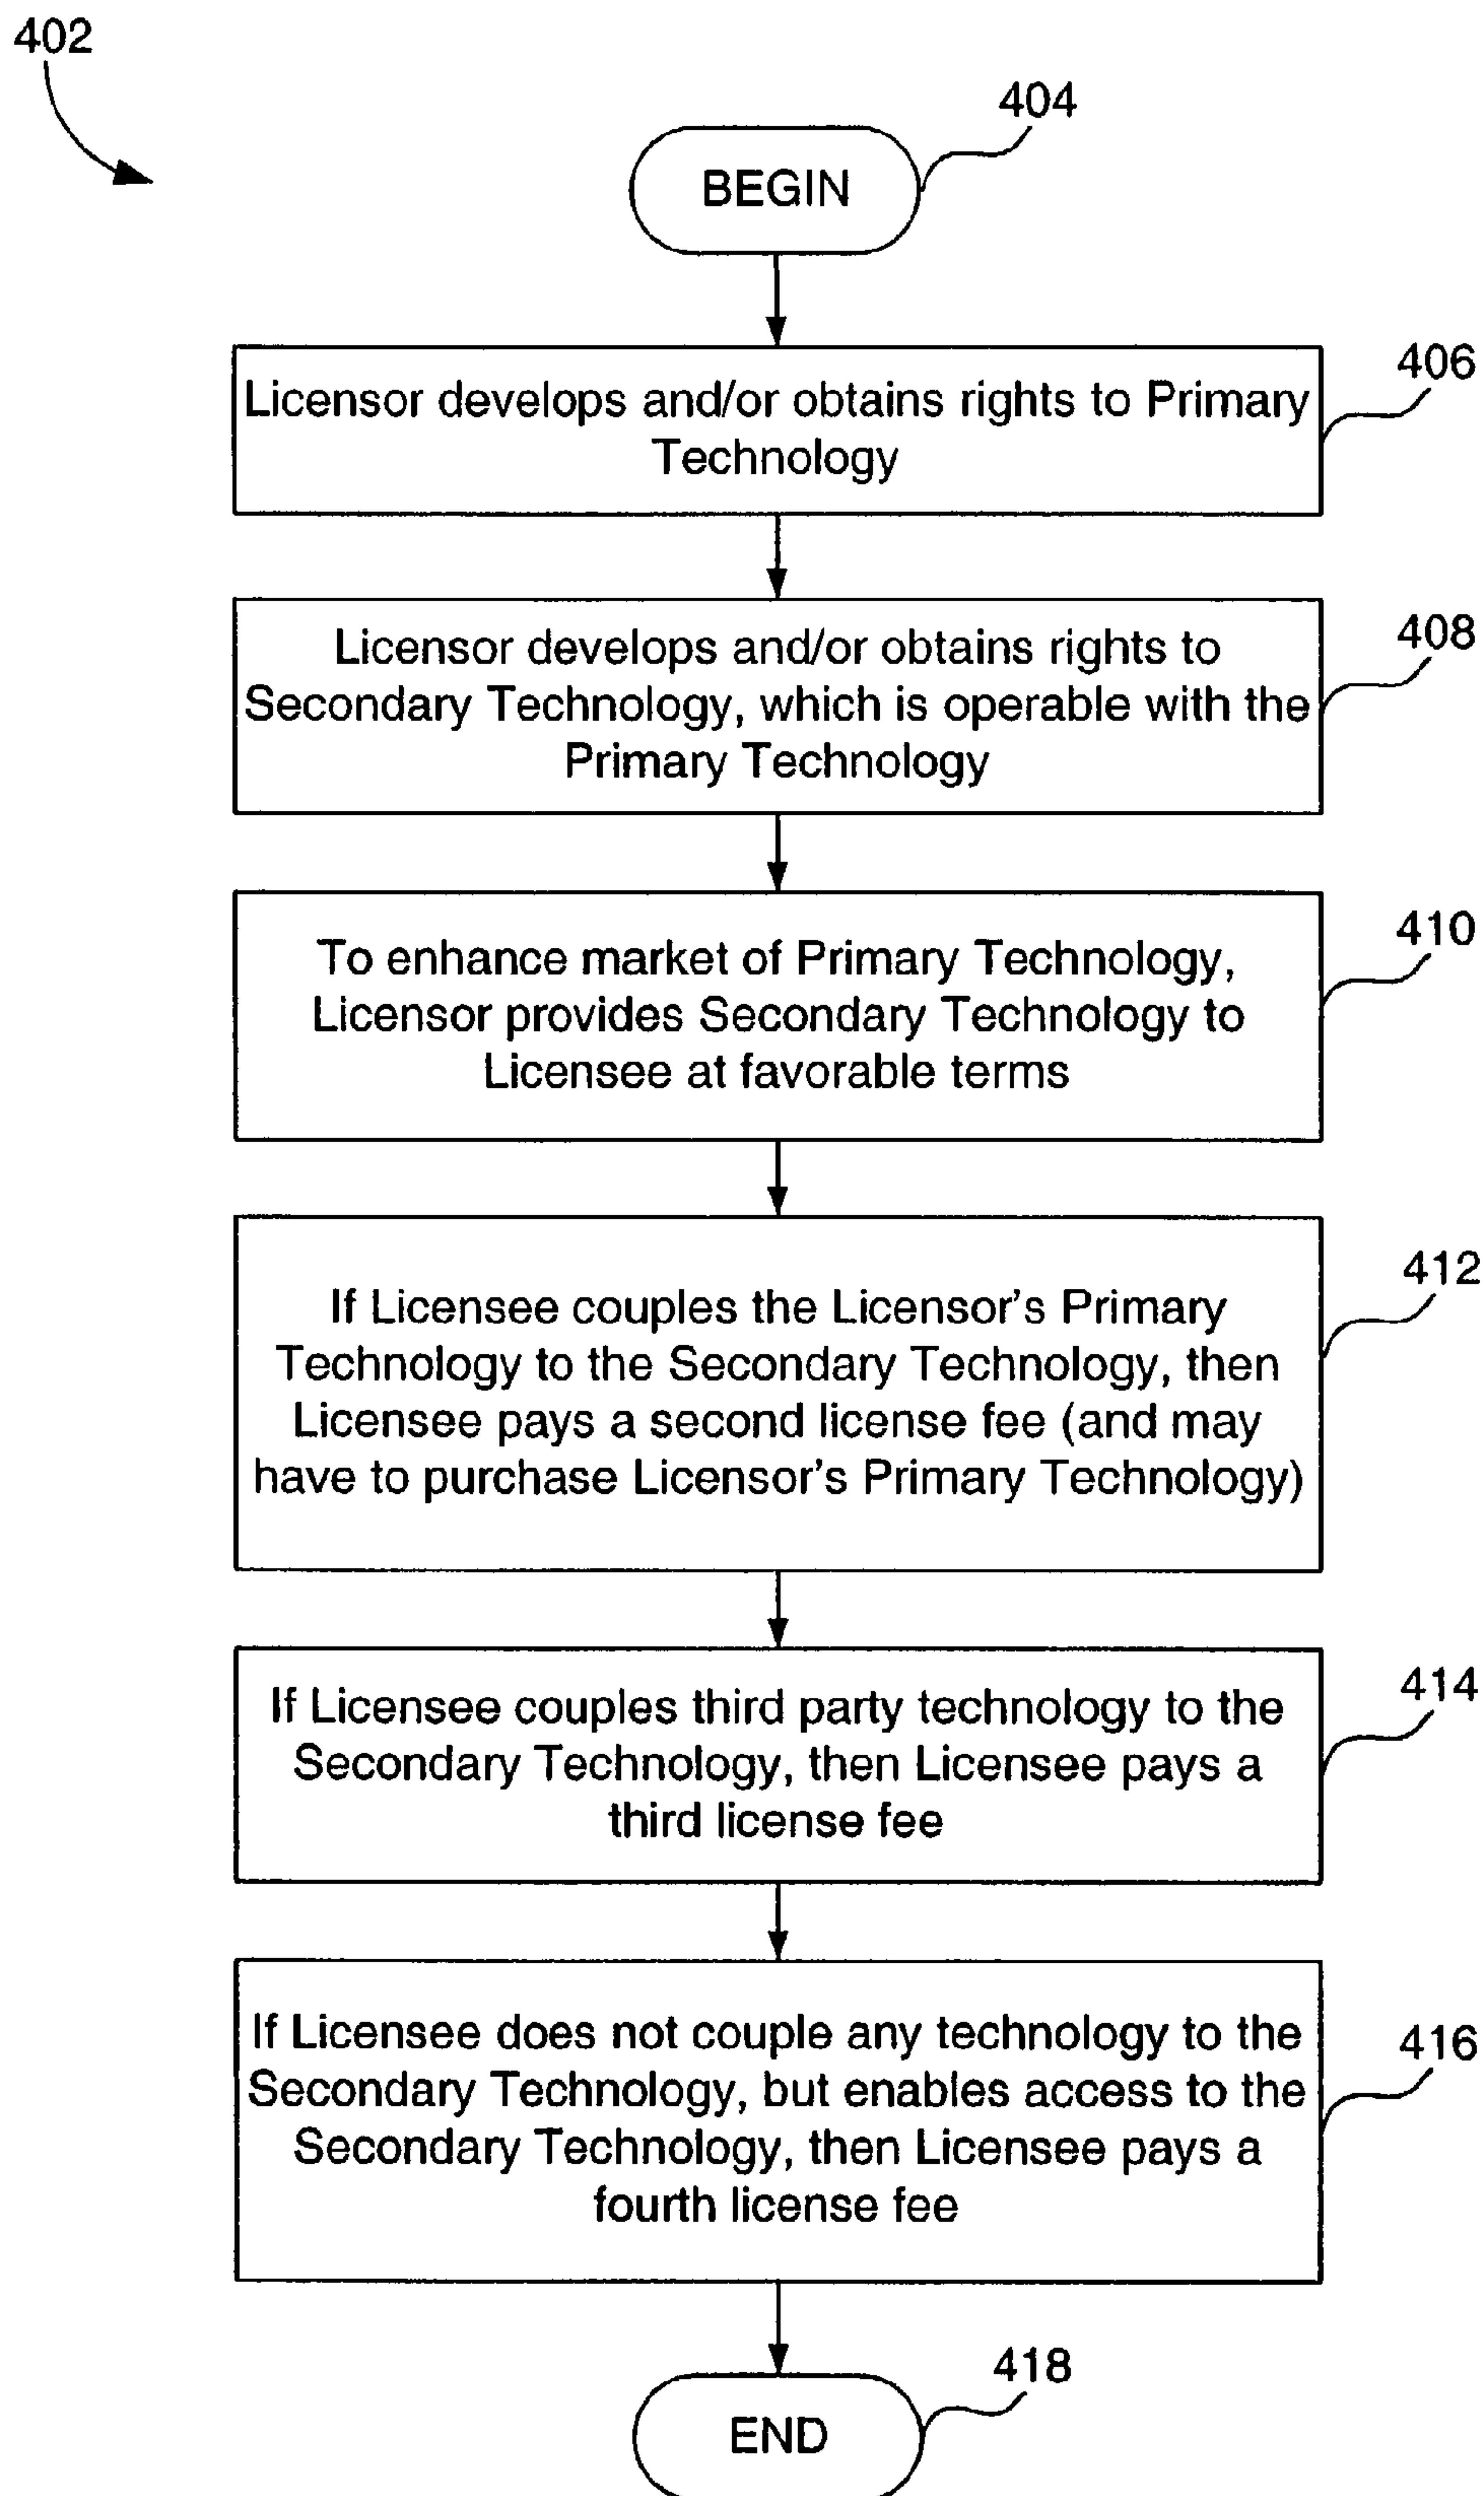 402
404
BEGIN
406
Licensor develops and/or obtains rights to Primary
Technology
408
Licensor develops and/or obtains rights to
Secondary Technology, which is operable with the
Primary Technology
410
To enhance market of Primary Technology,
Licensor provides Secondary Technology to
Licensee at favorable terms
412
If Licensee couples the Licensor's Primary
Technology to the Secondary Technology, then
Licensee pays a second license fee (and may
have to purchase Licensor's Primary Technology)
414
If Licensee couples third party technology to the
Secondary Technology, then Licensee pays a
third license fee
416
If Licensee does not couple any technology to the
Secondary Technology, but enables access to the
Secondary Technology, then Licensee pays a
fourth license fee
418
END